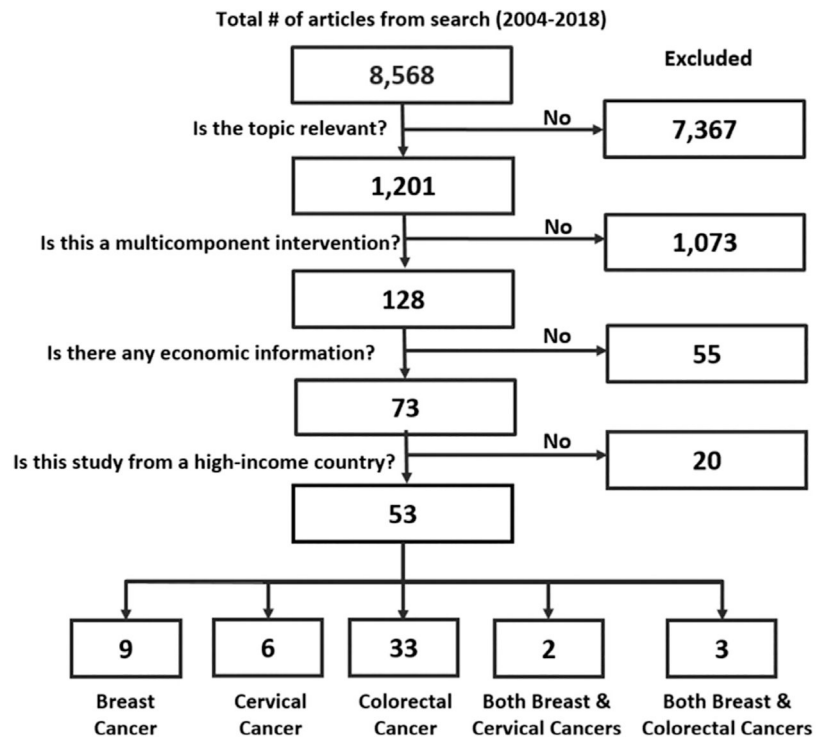 Total # of articles from search (2004-2018)
Excluded
8,568
Is the topic relevant?
No
7,367
1,201
Is this a multicomponent intervention?
No
1,073
128
Is there any economic information?
No
55
73
Is this study from a high-income country?
No
20
53
9
6
33
2
3
Breast
Cancer
Cervical
Cancer
Colorectal
Cancer
Both Breast &
Cervical Cancers
Both Breast &
Colorectal Cancers